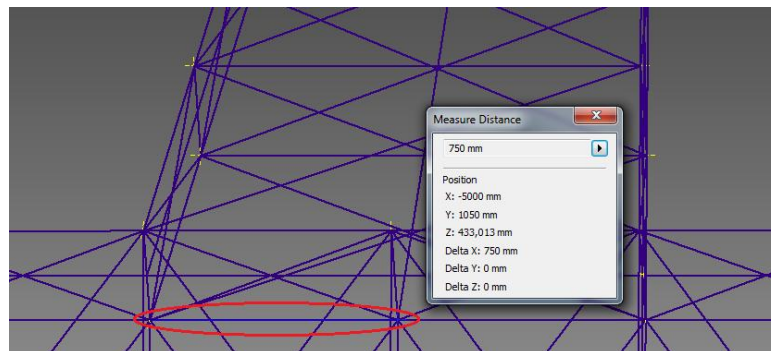 Measure Distance
750 mm
Position
X: -5000 mm
Y: 1050 mm
Z: 433,013 mm
Delta X: 750 mm
Delta Y: 0 mm
Delta Z: 0 mm